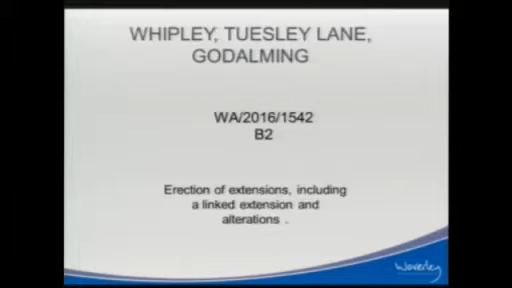 WHIPLEY, TUESLEY LANE,
GODALMING
WA/2016/1542
B2
Erection of extensions, including
a linked extension and
alterations .
Waverley